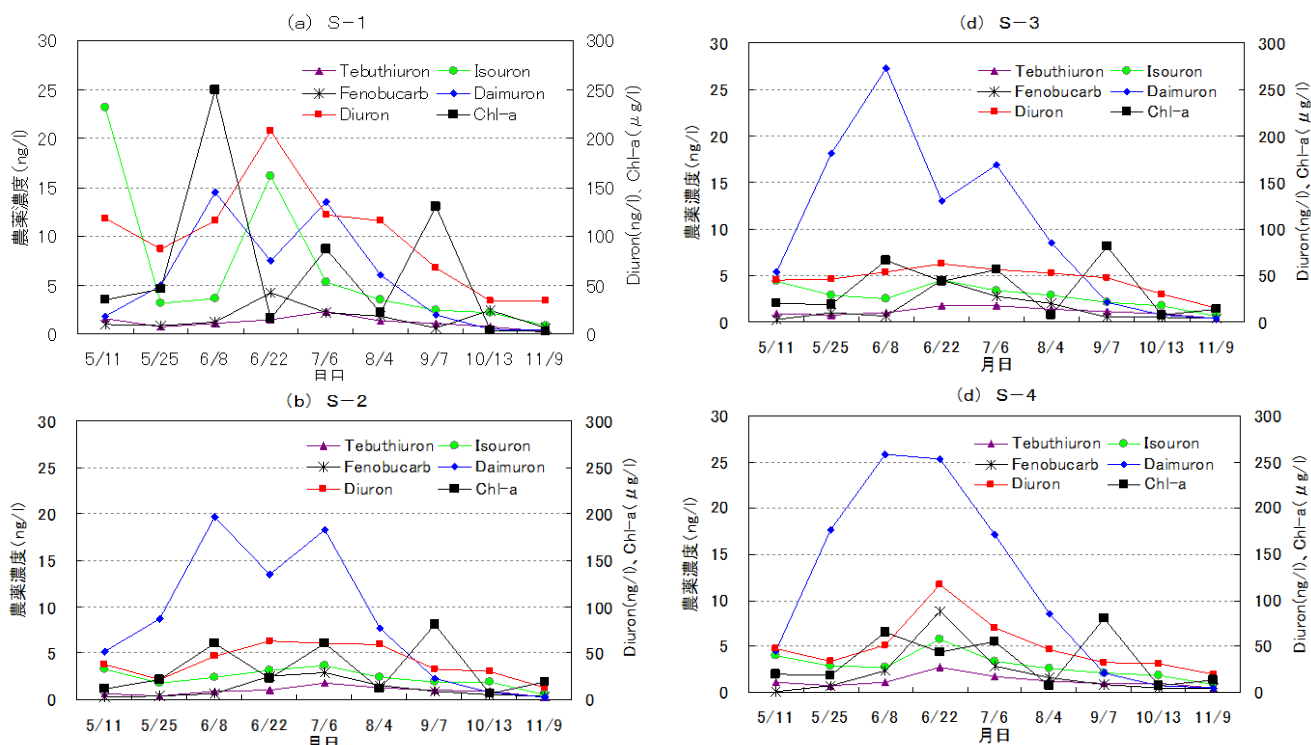 (a) S-1
30
25
20
15
10
5
0
農薬濃度(ng/l)
Tebuthiuron
Isouron
Fenobucarb
Daimuron
Diuron
Chl-a
300
250
200
150
100
50
0
Diuron(ng/l)、Chl-a(μg/l)
5/11 5/25 6/8 6/22 7/6 8/4 9/7 10/13 11/9
(d) S-3
30
25
20
15
10
5
0
農薬濃度(ng/l)
Tebuthiuron
Isouron
Fenobucarb
Daimuron
Diuron
Chl-a
300
250
200
150
100
50
0
Diuron(ng/l)、Chl-a(μg/l)
5/11 5/25 6/8 6/22 7/6 8/4 9/7 10/13 11/9
月日
(b) S-2
30
25
20
15
10
5
0
農薬濃度(ng/l)
Tebuthiuron
Isouron
Fenobucarb
Daimuron
Diuron
Chl-a
300
250
200
150
100
50
0
Diuron(ng/l)、Chl-a(μg/l)
5/11 5/25 6/8 6/22 7/6 8/4 9/7 10/13 11/9
月日
(d) S-4
30
25
20
15
10
5
0
農薬濃度(ng/l)
Tebuthiuron
Isouron
Fenobucarb
Daimuron
Diuron
Chl-a
300
250
200
150
100
50
0
Diuron(ng/l)、Chl-a(μg/l)
5/11 5/25 6/8 6/22 7/6 8/4 9/7 10/13 11/9
月日